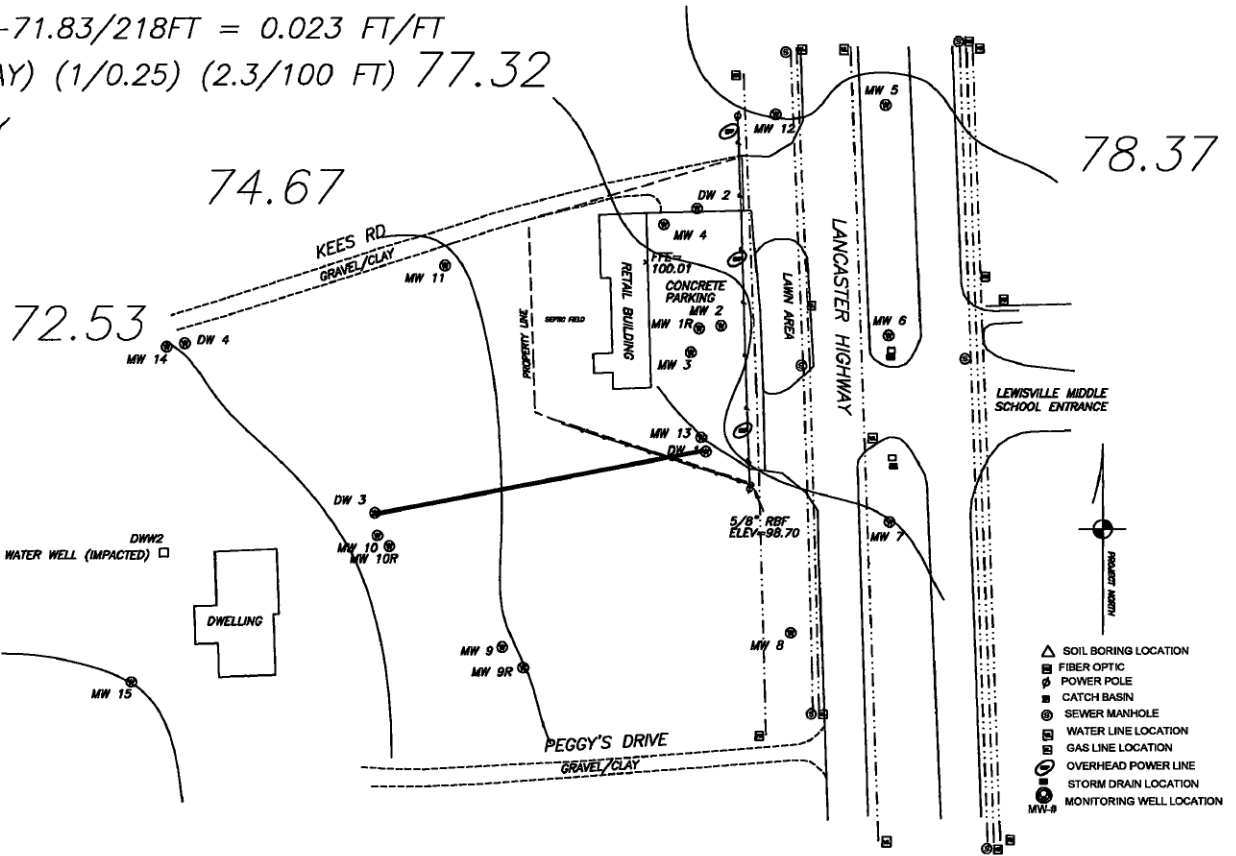 -71.83/218FT = 0.023 FT/FT
AY) (1/0.25) (2.3/100 FT)
77.32
78.37
74.67
72.53
MW 5
MW 12
DW 2
MW 4
KEES RD
GRAVEL/CLAY
MW 11
FFE=
100.01
CONCRETE
PARKING
MW 2
MW 1R
MW 3
RETAIL BUILDING
SEPTIC FIELD
PROPERTY LINE
LAWN AREA
LANCASTER HIGHWAY
MW 6
MW 14
DW 4
LEWISVILLE MIDDLE
SCHOOL ENTRANCE
MW 13
DW 1
DW 3
5/8" RBF
ELEV=98.70
MW 7
MW 10
MW 10R
DWW2
WATER WELL (IMPACTED)
DWELLING
PROJECT NORTH
MW 8
MW 9
MW 9R
MW 15
PEGGY'S DRIVE
GRAVEL/CLAY
SOIL BORING LOCATION
FIBER OPTIC
POWER POLE
CATCH BASIN
SEWER MANHOLE
WATER LINE LOCATION
GAS LINE LOCATION
OVERHEAD POWER LINE
STORM DRAIN LOCATION
MW-# MONITORING WELL LOCATION